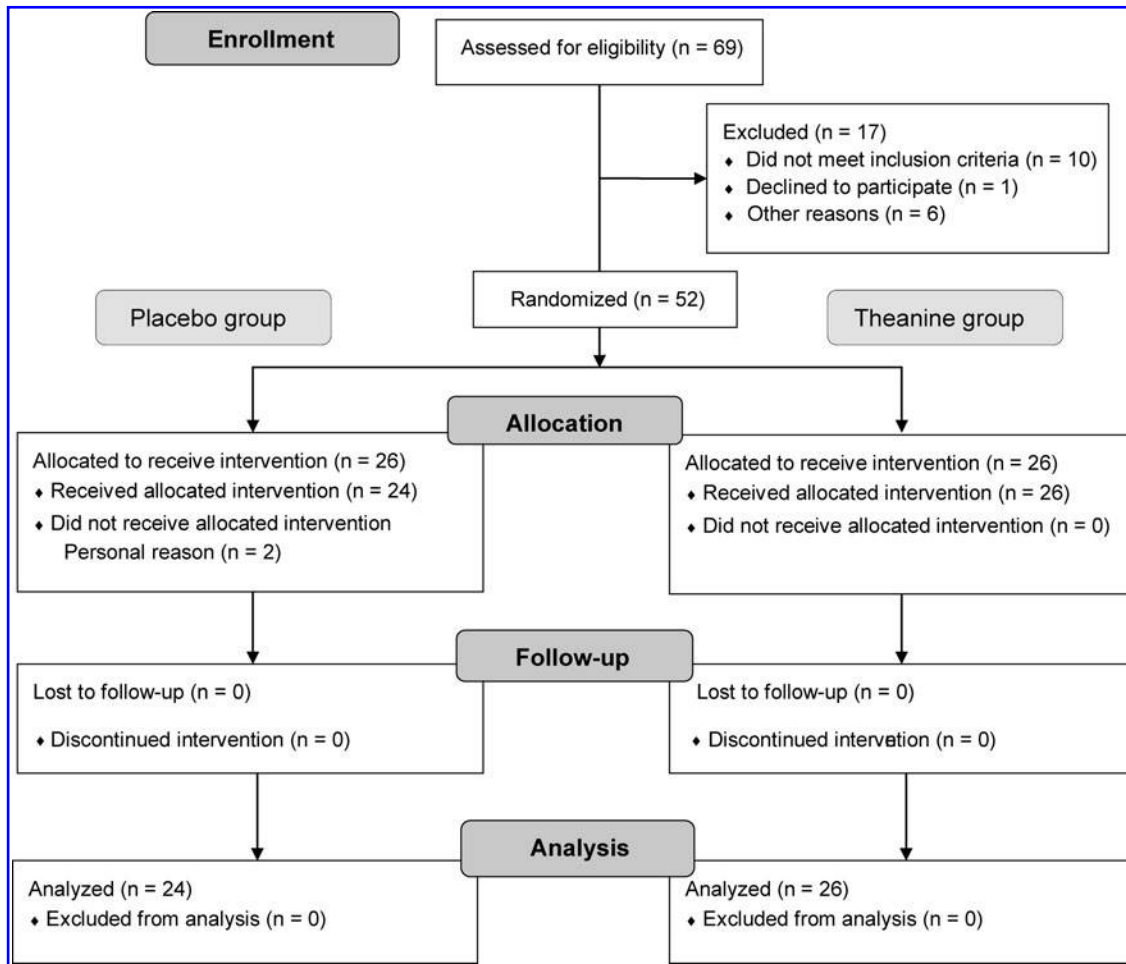 Enrollment
Assessed for eligibility (n = 69)
Excluded (n = 17)
♦ Did not meet inclusion criteria (n = 10)
♦ Declined to participate (n = 1)
♦ Other reasons (n = 6)
Randomized (n = 52)
Placebo group
Theanine group
Allocation
Allocated to receive intervention (n = 26)
♦ Received allocated intervention (n = 24)
♦ Did not receive allocated intervention
Personal reason (n = 2)
Allocated to receive intervention (n = 26)
♦ Received allocated intervention (n = 26)
♦ Did not receive allocated intervention (n = 0)
Follow-up
Lost to follow-up (n = 0)
♦ Discontinued intervention (n = 0)
Lost to follow-up (n = 0)
♦ Discontinued intervention (n = 0)
Analysis
Analyzed (n = 24)
♦ Excluded from analysis (n = 0)
Analyzed (n = 26)
♦ Excluded from analysis (n = 0)